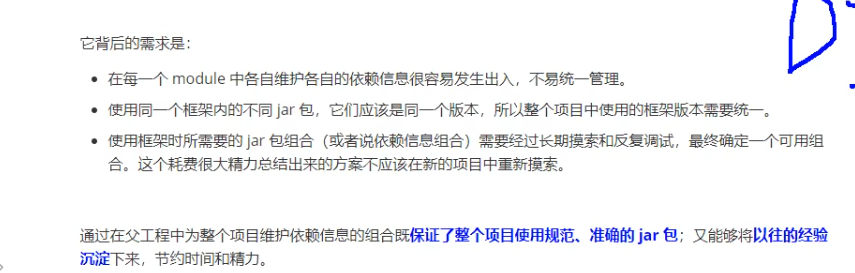 它背后的需求是：
在每一个 module 中各自维护各自的依赖信息很容易发生出入，不易统一管理。
使用同一个框架内的不同 jar 包，它们应该是同一个版本，所以整个项目中使用的框架版本需要统一。
使用框架时所需要的 jar 包组合（或者说依赖信息组合）需要经过长期摸索和反复调试，最终确定一个可用组
合。这个耗费很大精力总结出来的方案不应该在新的项目中重新摸索。
通过在父工程中为整个项目维护依赖信息的组合既保证了整个项目使用规范、准确的 jar 包；又能够将以往的经验
沉淀下来，节约时间和精力。